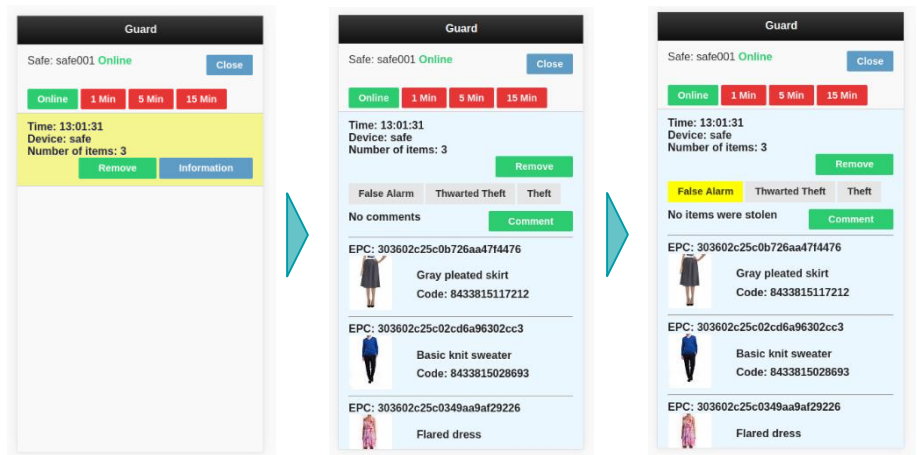 Guard
Safe: safe001 Online
Close
Online 1 Min 5 Min 15 Min
Time: 13:01:31
Device: safe
Number of items: 3
Remove Information
Guard
Safe: safe001 Online
Close
Online 1 Min 5 Min 15 Min
Time: 13:01:31
Device: safe
Number of items: 3
Remove
False Alarm Thwarted Theft Theft
No comments
Comment
EPC: 303602c25c0b726aa47f4476
Gray pleated skirt
Code: 8433815117212
EPC: 303602c25c02cd6a96302cc3
Basic knit sweater
Code: 8433815028693
EPC: 303602c25c0349aa9af29226
Flared dress
Guard
Safe: safe001 Online
Close
Online 1 Min 5 Min 15 Min
Time: 13:01:31
Device: safe
Number of items: 3
Remove
False Alarm Thwarted Theft Theft
No items were stolen
Comment
EPC: 303602c25c0b726aa47f4476
Gray pleated skirt
Code: 8433815117212
EPC: 303602c25c02cd6a96302cc3
Basic knit sweater
Code: 8433815028693
EPC: 303602c25c0349aa9af29226
Flared dress